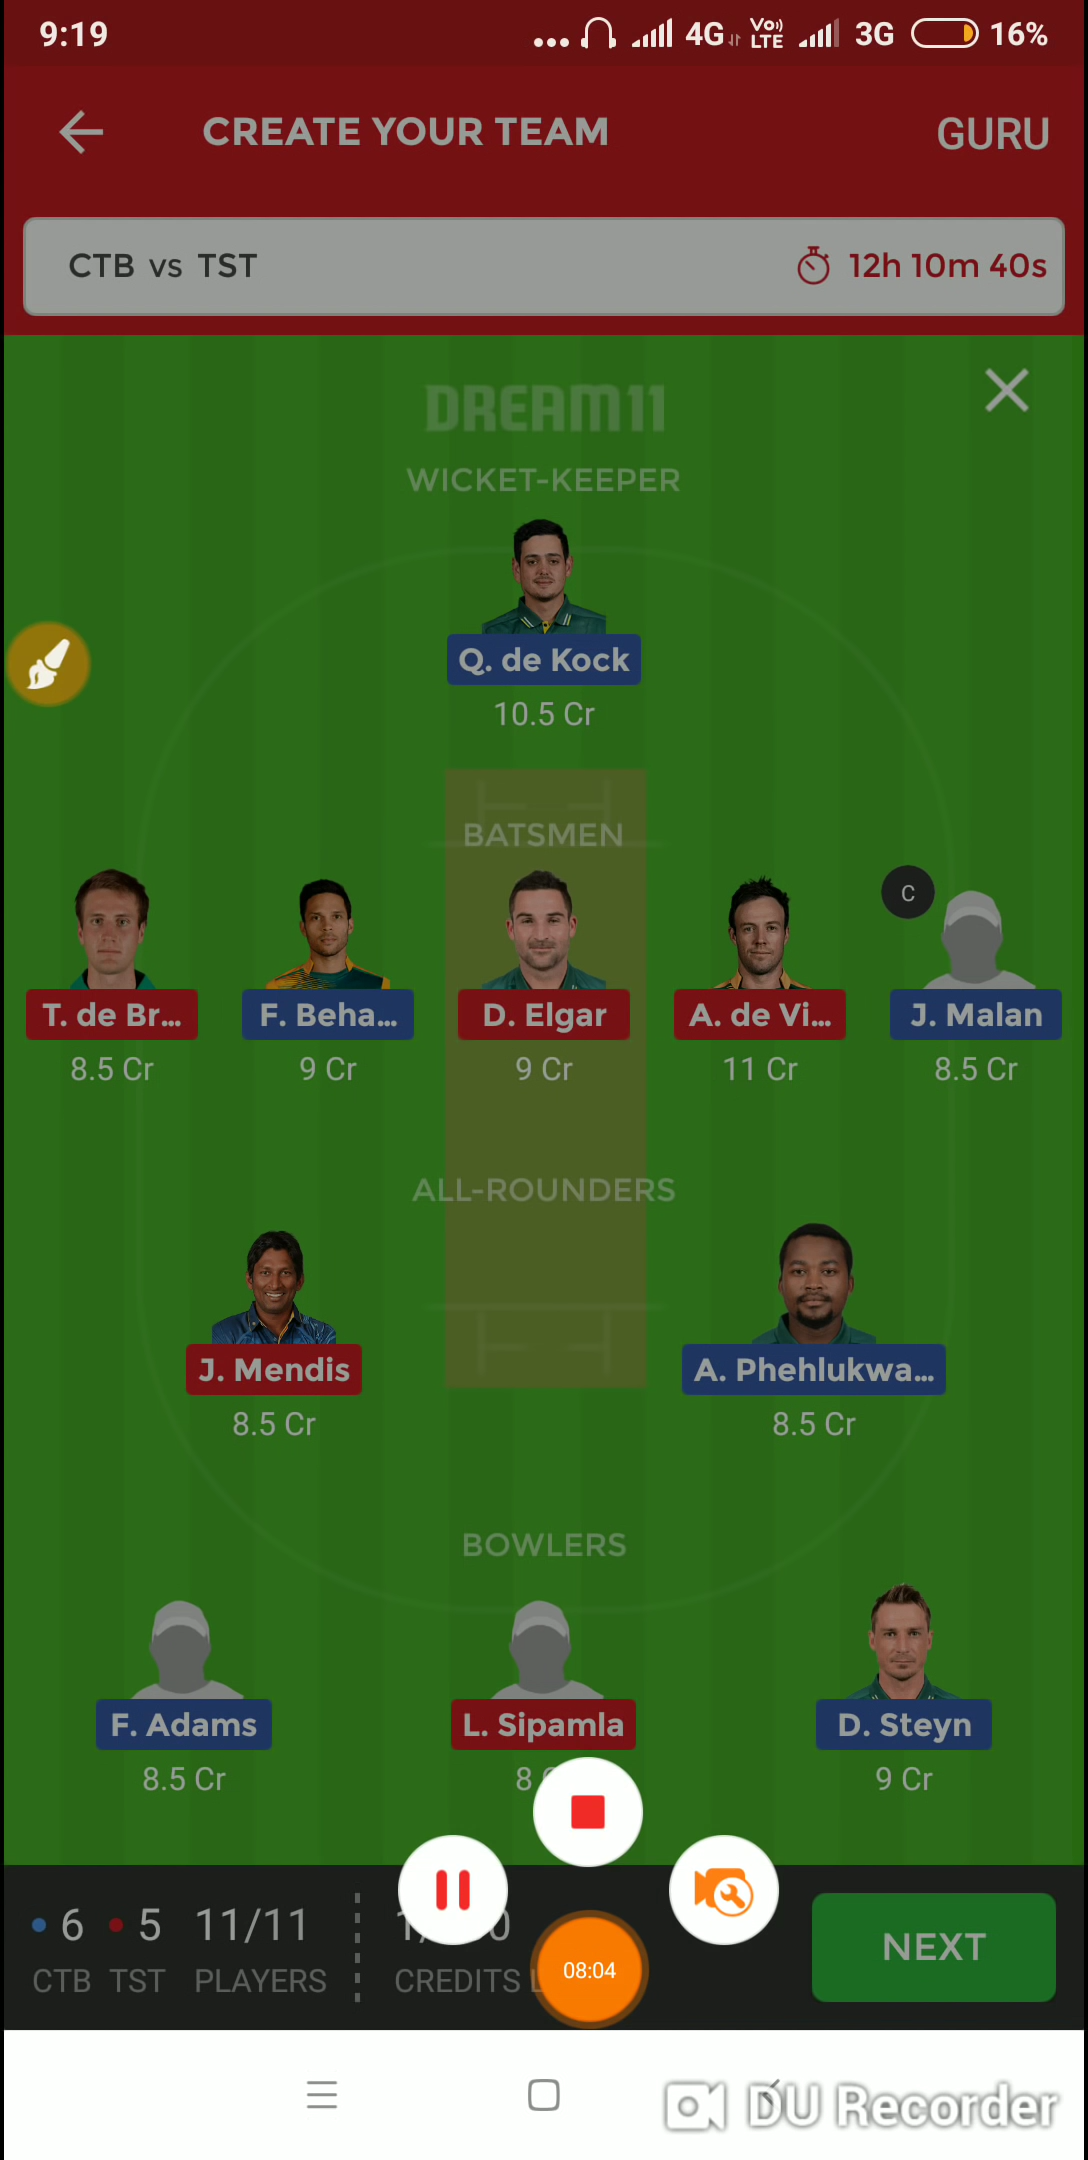 9:19
4G Vo)) LTE 3G 16%
CREATE YOUR TEAM
GURU
CTB vs TST
12h 10m 40s
DREAM11
WICKET-KEEPER
Q. de Kock
10.5 Cr
BATSMEN
C
T. de Br... F. Beha... D. Elgar A. de Vi... J. Malan
8.5 Cr 9 Cr 9 Cr 11 Cr 8.5 Cr
ALL-ROUNDERS
J. Mendis A. Phehlukwa...
8.5 Cr 8.5 Cr
BOWLERS
F. Adams L. Sipamla D. Steyn
8.5 Cr 8 9 Cr
6 5 11/11
CTB TST PLAYERS CREDITS
08:04
NEXT
DU Recorder